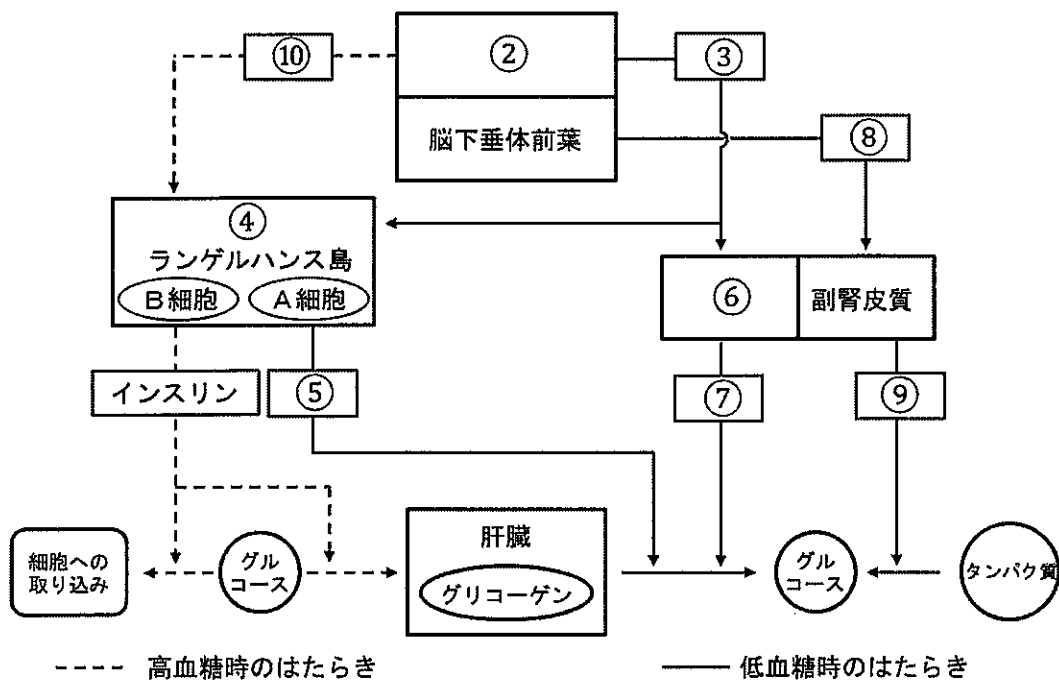 ⑩
②
③
脳下垂体前葉
⑧
④
ランゲルハンス島
B細胞
A細胞
⑥
副腎皮質
インスリン
⑤
⑦
⑨
細胞への
取り込み
グル
コース
肝臓
グリコーゲン
グル
コース
タンパク質
高血糖時のはたらき
低血糖時のはたらき